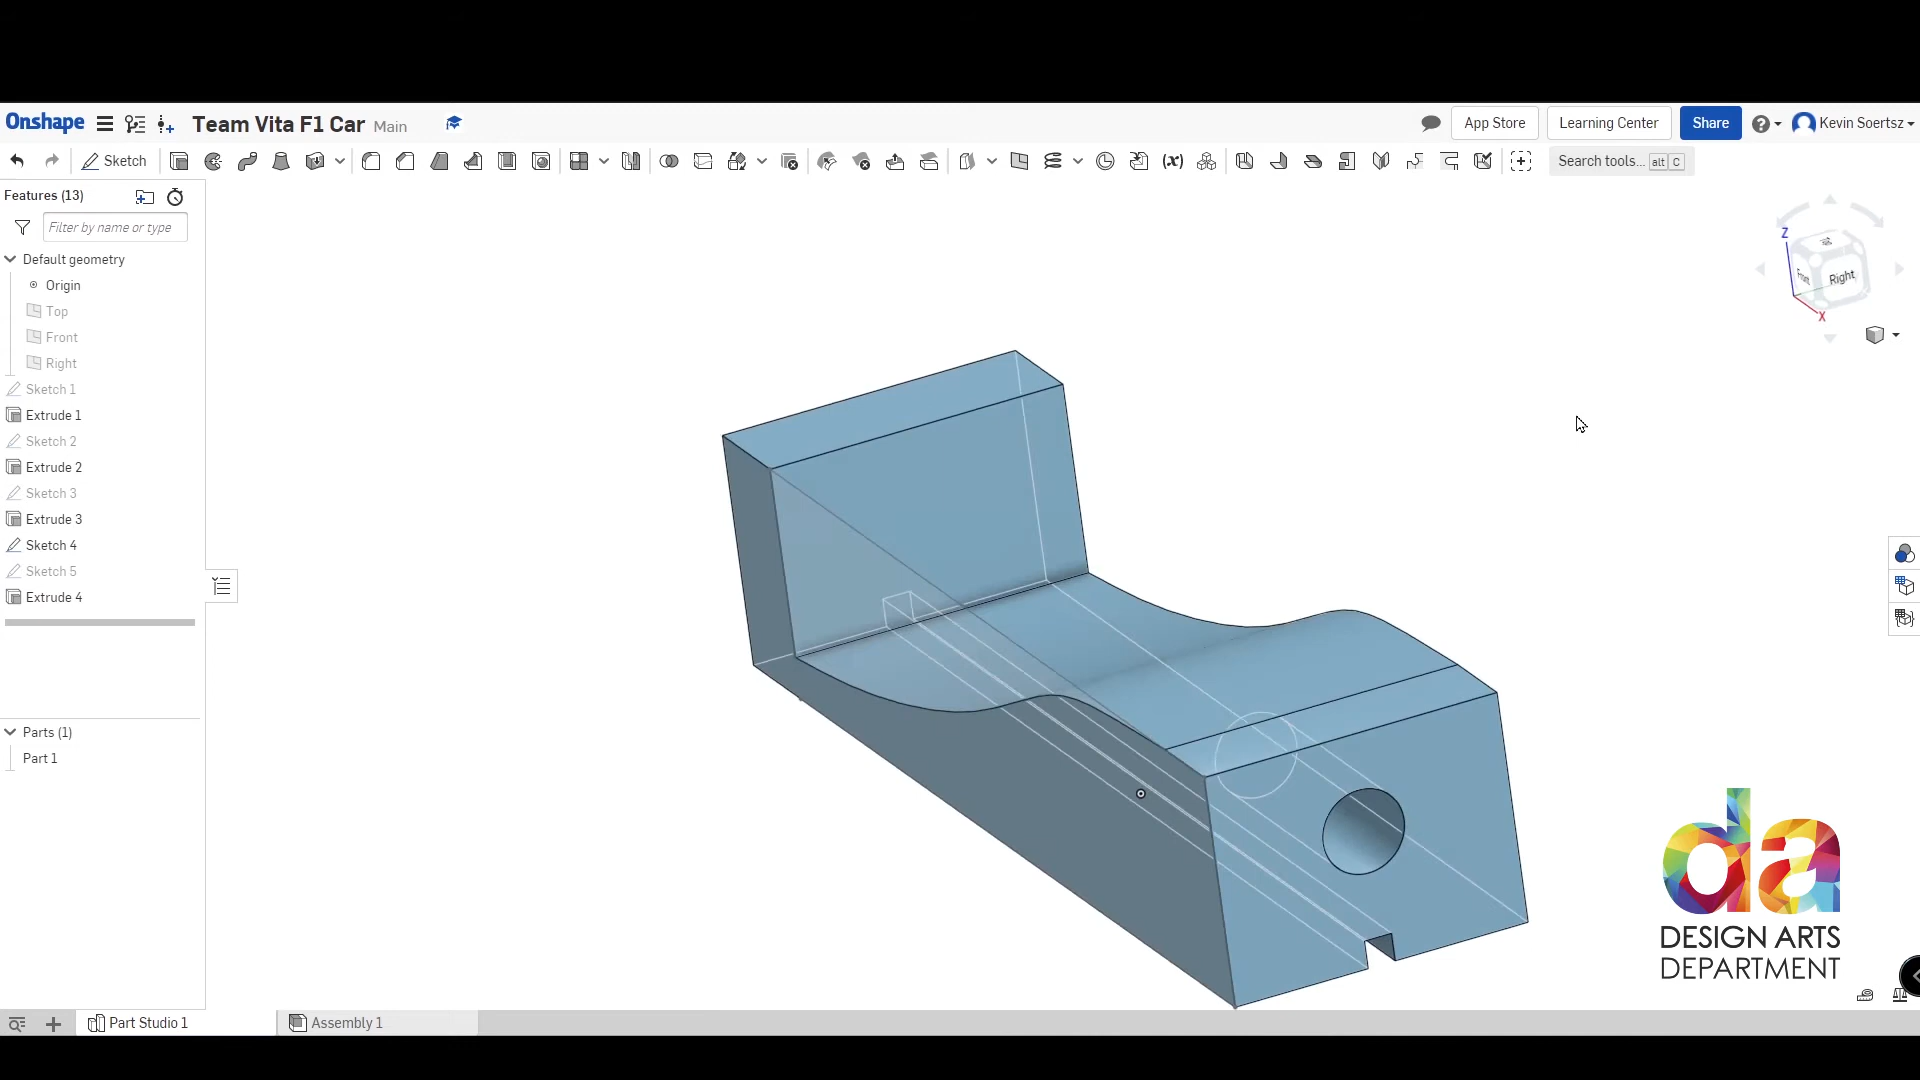 Onshape Team Vita F1 Car Main App Store Learning Center Share Kevin Soertsz
Sketch Search tools... alt C
Features (13)
Filter by name or type
Default geometry
Origin
Top
Front
Right
Sketch 1
Extrude 1
Sketch 2
Extrude 2
Sketch 3
Extrude 3
Sketch 4
Sketch 5
Extrude 4
Parts (1)
Part 1
Z
Front Right
X
da
DESIGN ARTS
DEPARTMENT
Part Studio 1 Assembly 1